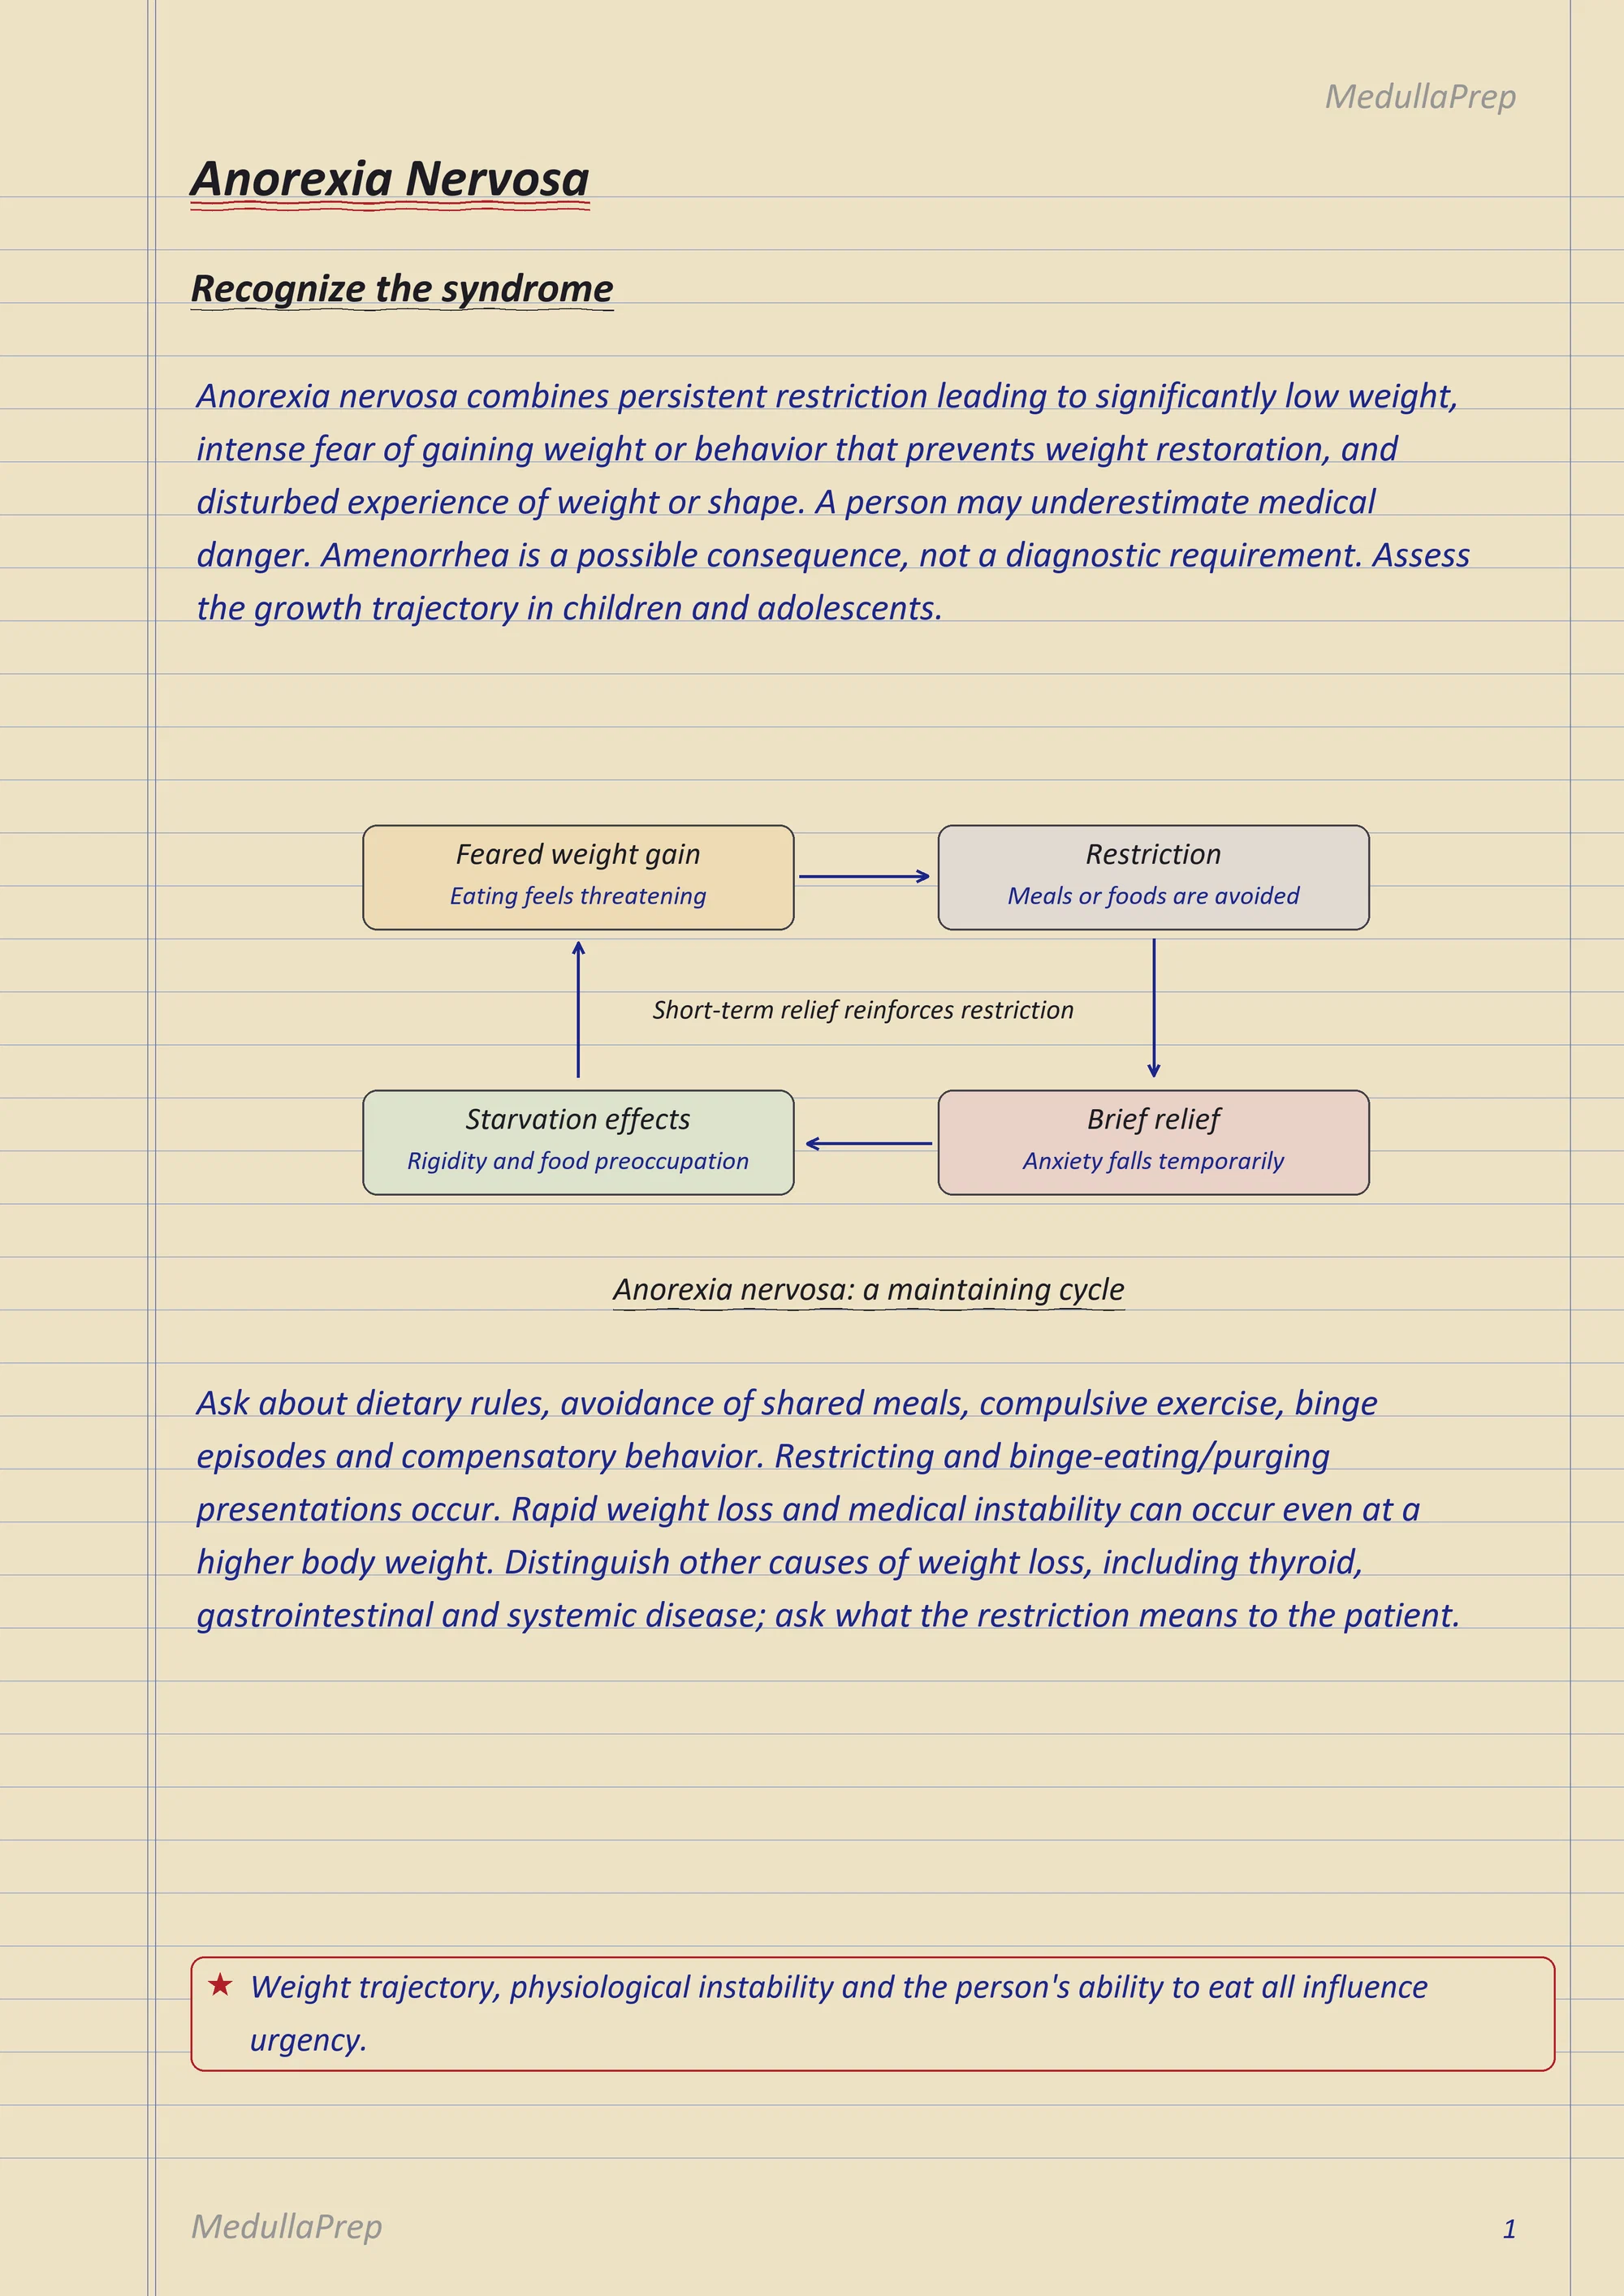 MedullaPrep
Anorexia Nervosa
Recognize the syndrome
Anorexia nervosa combines persistent restriction leading to significantly low weight,
intense fear of gaining weight or behavior that prevents weight restoration, and
disturbed experience of weight or shape. A person may underestimate medical
danger. Amenorrhea is a possible consequence, not a diagnostic requirement. Assess
the growth trajectory in children and adolescents.
Feared weight gain
Eating feels threatening
Restriction
Meals or foods are avoided
Short-term relief reinforces restriction
Starvation effects
Rigidity and food preoccupation
Brief relief
Anxiety falls temporarily
Anorexia nervosa: a maintaining cycle
Ask about dietary rules, avoidance of shared meals, compulsive exercise, binge
episodes and compensatory behavior. Restricting and binge-eating/purging
presentations occur. Rapid weight loss and medical instability can occur even at a
higher body weight. Distinguish other causes of weight loss, including thyroid,
gastrointestinal and systemic disease; ask what the restriction means to the patient.
★ Weight trajectory, physiological instability and the person's ability to eat all influence
urgency.
MedullaPrep
1